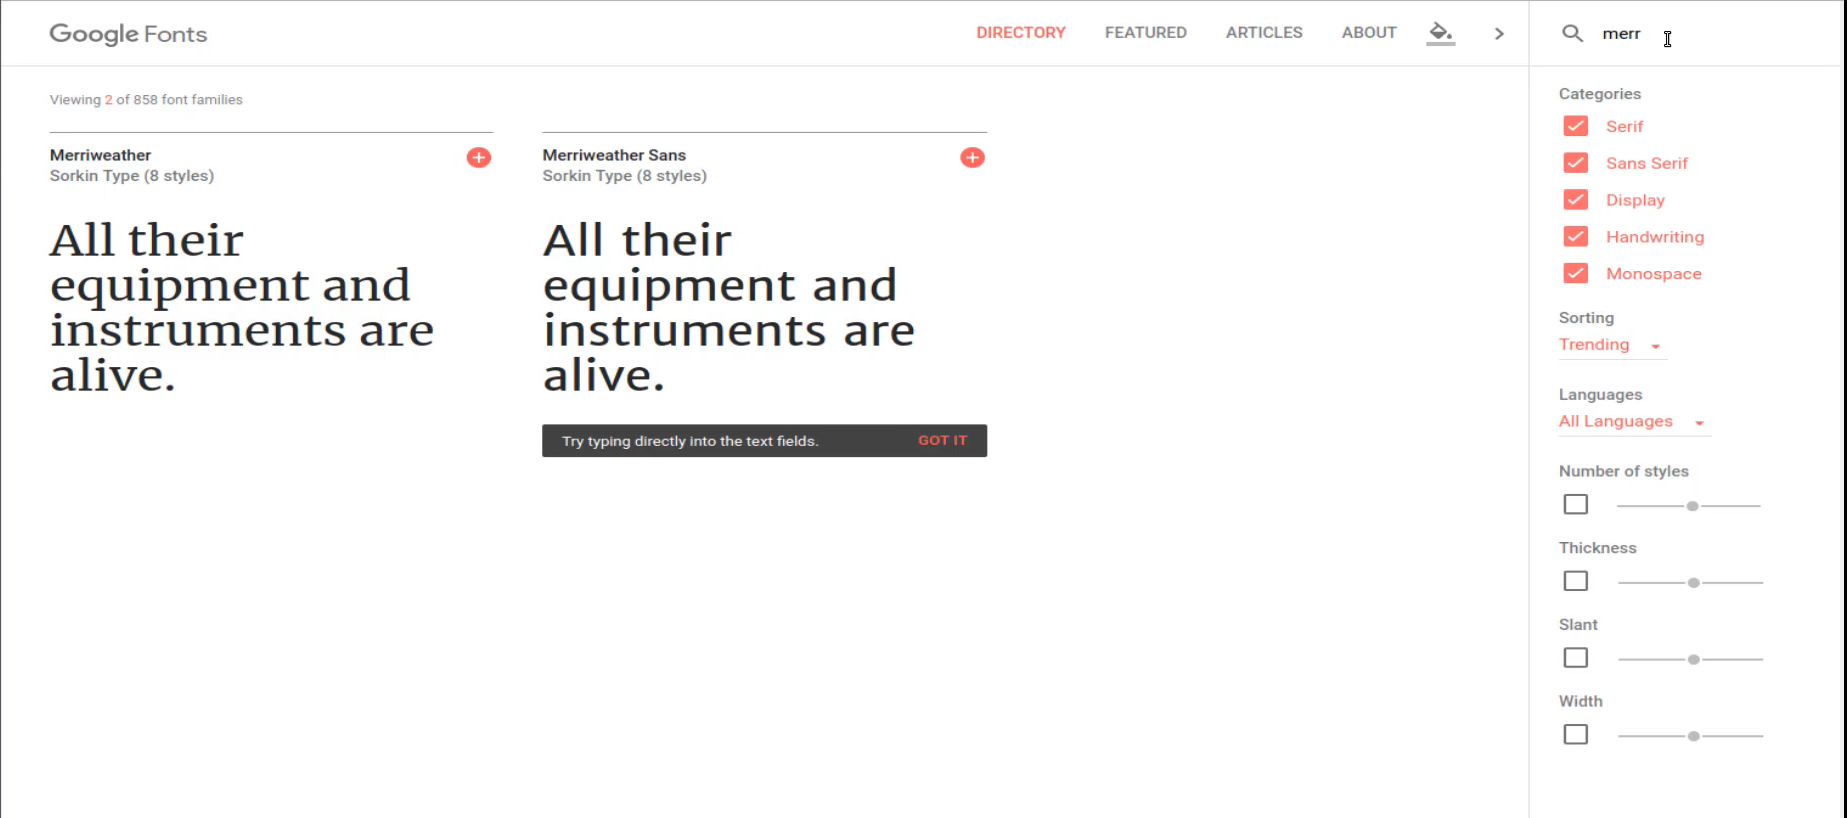 Google Fonts
DIRECTORY FEATURED ARTICLES ABOUT
merr
Viewing 2 of 858 font families
Merriweather
Sorkin Type (8 styles)
All their
equipment and
instruments are
alive.
Merriweather Sans
Sorkin Type (8 styles)
All their
equipment and
instruments are
alive.
Try typing directly into the text fields. GOT IT
Categories
Serif
Sans Serif
Display
Handwriting
Monospace
Sorting
Trending
Languages
All Languages
Number of styles
Thickness
Slant
Width